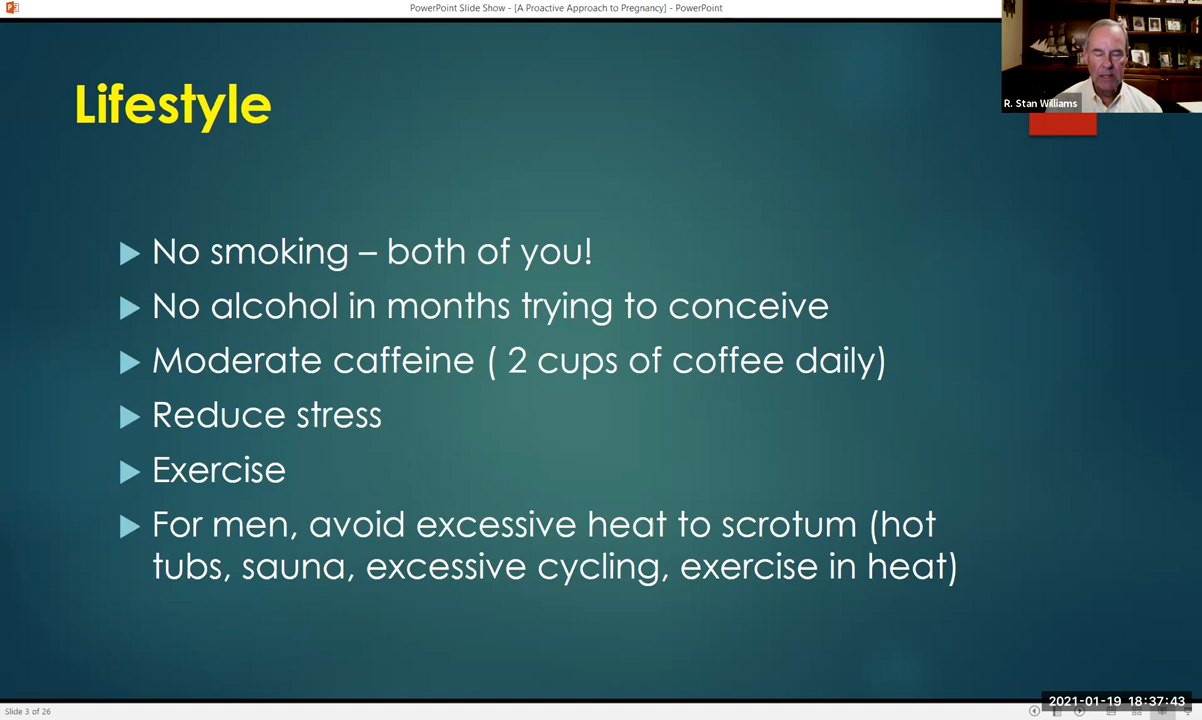 PowerPoint Slide Show - [A Proactive Approach to Pregnancy] - PowerPoint
R. Stan Williams
Lifestyle
No smoking – both of you!
No alcohol in months trying to conceive
Moderate caffeine ( 2 cups of coffee daily)
Reduce stress
Exercise
For men, avoid excessive heat to scrotum (hot
tubs, sauna, excessive cycling, exercise in heat)
2021-01-19 18:37:43
Slide 3 of 26